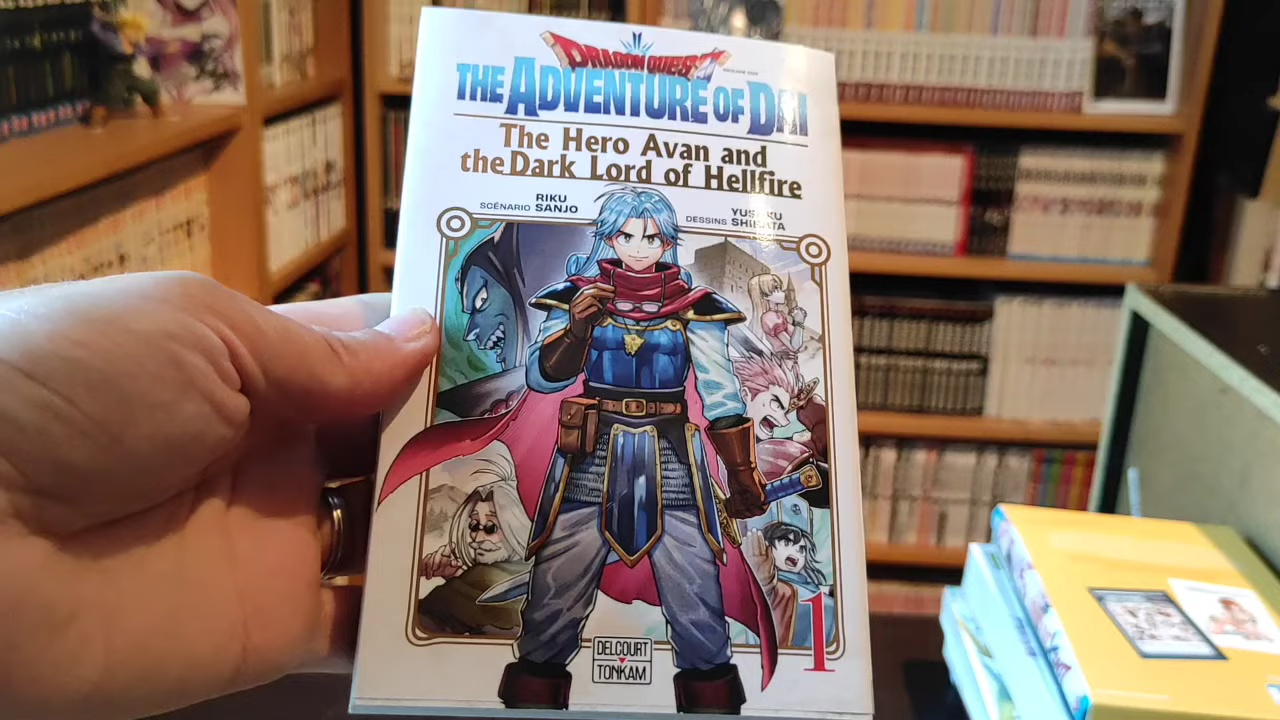 DRAGON QUEST
THE ADVENTURE OF DAI
The Hero Avan and
the Dark Lord of Hellfire
SCÉNARIO RIKU SANJO
DESSINS YUSAKU SHIBATA
1
DELCOURT
TONKAM